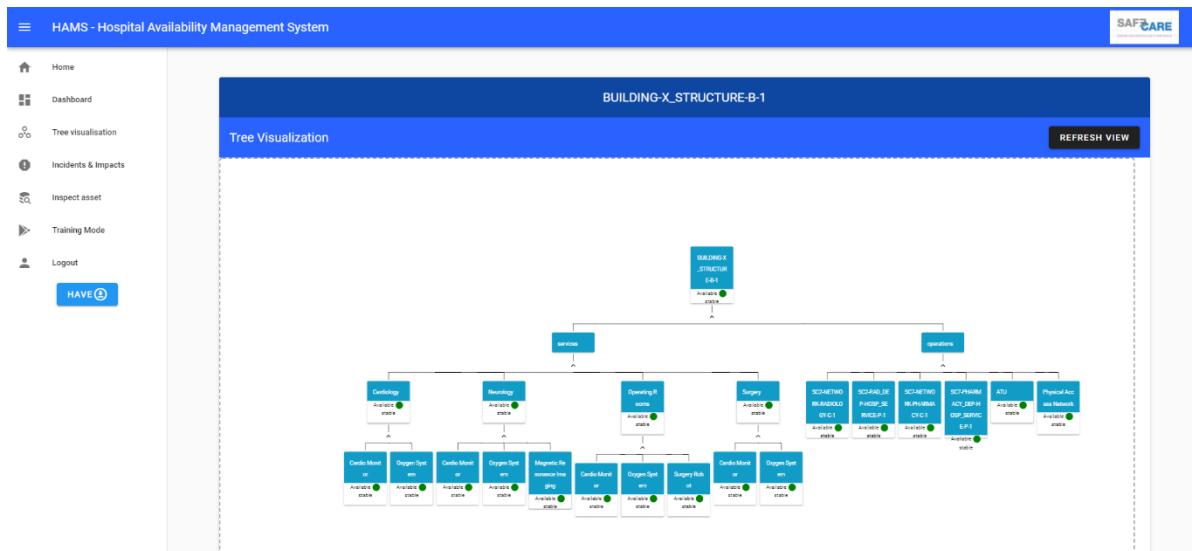 HAMS - Hospital Availability Management System
SAFECARE
Home
Dashboard
Tree visualisation
Incidents & Impacts
Inspect asset
Training Mode
Logout
HAVE
BUILDING-X_STRUCTURE-B-1
Tree Visualization
REFRESH VIEW
BUILDING-X
_STRUCTUR
E-B-1
Available
stable
services
operations
Cardiology
Available
stable
Neurology
Available
stable
Operating R
ooms
Available
stable
Surgery
Available
stable
SC2-NETWO
RK-RADIOLO
GY-C-1
Available
stable
SC2-RAD_DE
P-HOSP_SE
RVICE-P-1
Available
stable
SC7-NETWO
RK-PHARMA
CY-C-1
Available
stable
SC7-PHARM
ACY_DEP-H
OSP_SERVIC
E-P-1
Available
stable
ATU
Available
stable
Physical Acc
ess Network
Available
stable
Cardio Monit
or
Available
stable
Oxygen Syst
em
Available
stable
Cardio Monit
or
Available
stable
Oxygen Syst
em
Available
stable
Magnetic Re
sonance Ima
ging
Available
stable
Cardio Monit
or
Available
stable
Oxygen Syst
em
Available
stable
Surgery Rob
ot
Available
stable
Cardio Monit
or
Available
stable
Oxygen Syst
em
Available
stable